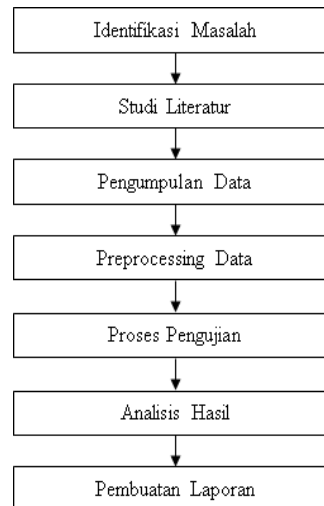 Identifikasi Masalah
Studi Literatur
Pengumpulan Data
Preprocessing Data
Proses Pengujian
Analisis Hasil
Pembuatan Laporan